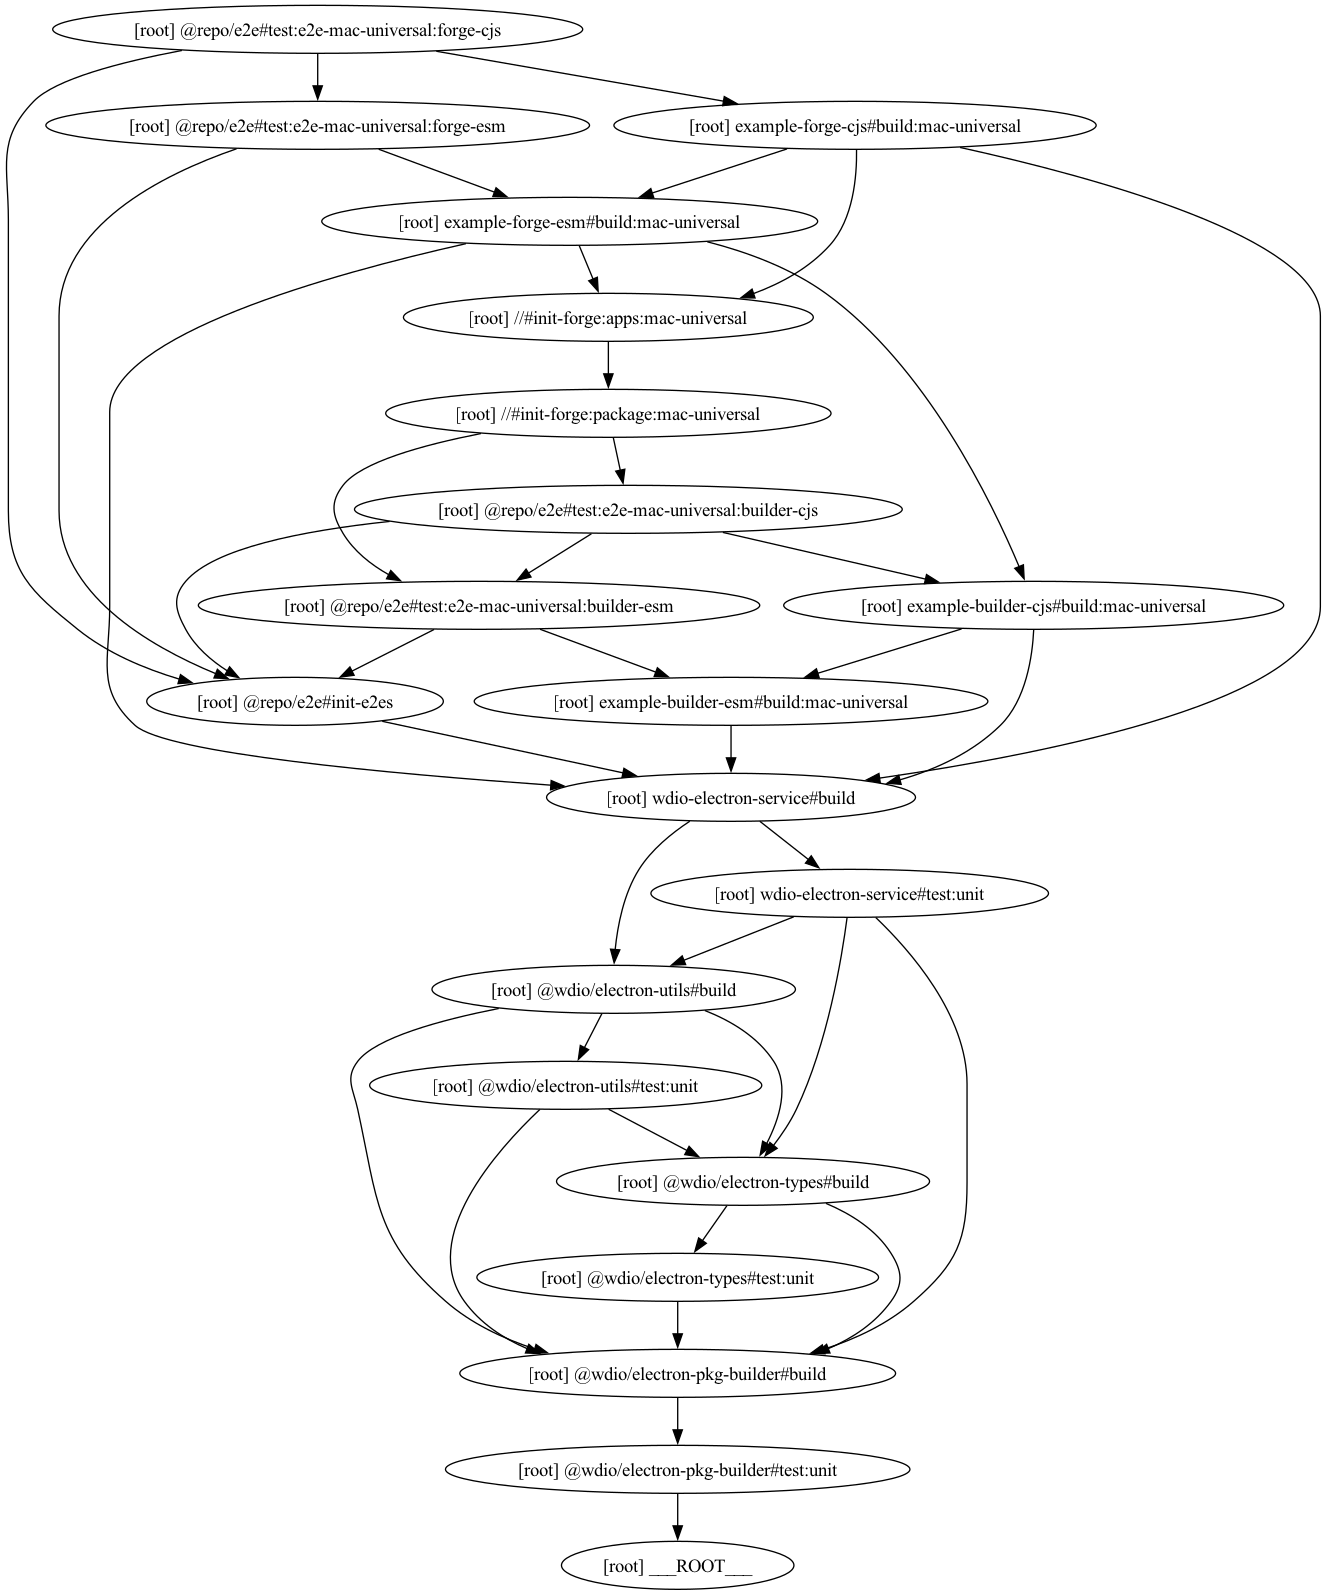 [root] @repo/e2e#test:e2e-mac-universal:forge-cjs
[root] @repo/e2e#test:e2e-mac-universal:forge-esm
[root] example-forge-cjs#build:mac-universal
[root] example-forge-esm#build:mac-universal
[root] //#init-forge:apps:mac-universal
[root] //#init-forge:package:mac-universal
[root] @repo/e2e#test:e2e-mac-universal:builder-cjs
[root] @repo/e2e#test:e2e-mac-universal:builder-esm
[root] example-builder-cjs#build:mac-universal
[root] @repo/e2e#init-e2es
[root] example-builder-esm#build:mac-universal
[root] wdio-electron-service#build
[root] wdio-electron-service#test:unit
[root] @wdio/electron-utils#build
[root] @wdio/electron-utils#test:unit
[root] @wdio/electron-types#build
[root] @wdio/electron-types#test:unit
[root] @wdio/electron-pkg-builder#build
[root] @wdio/electron-pkg-builder#test:unit
[root] ___ROOT___